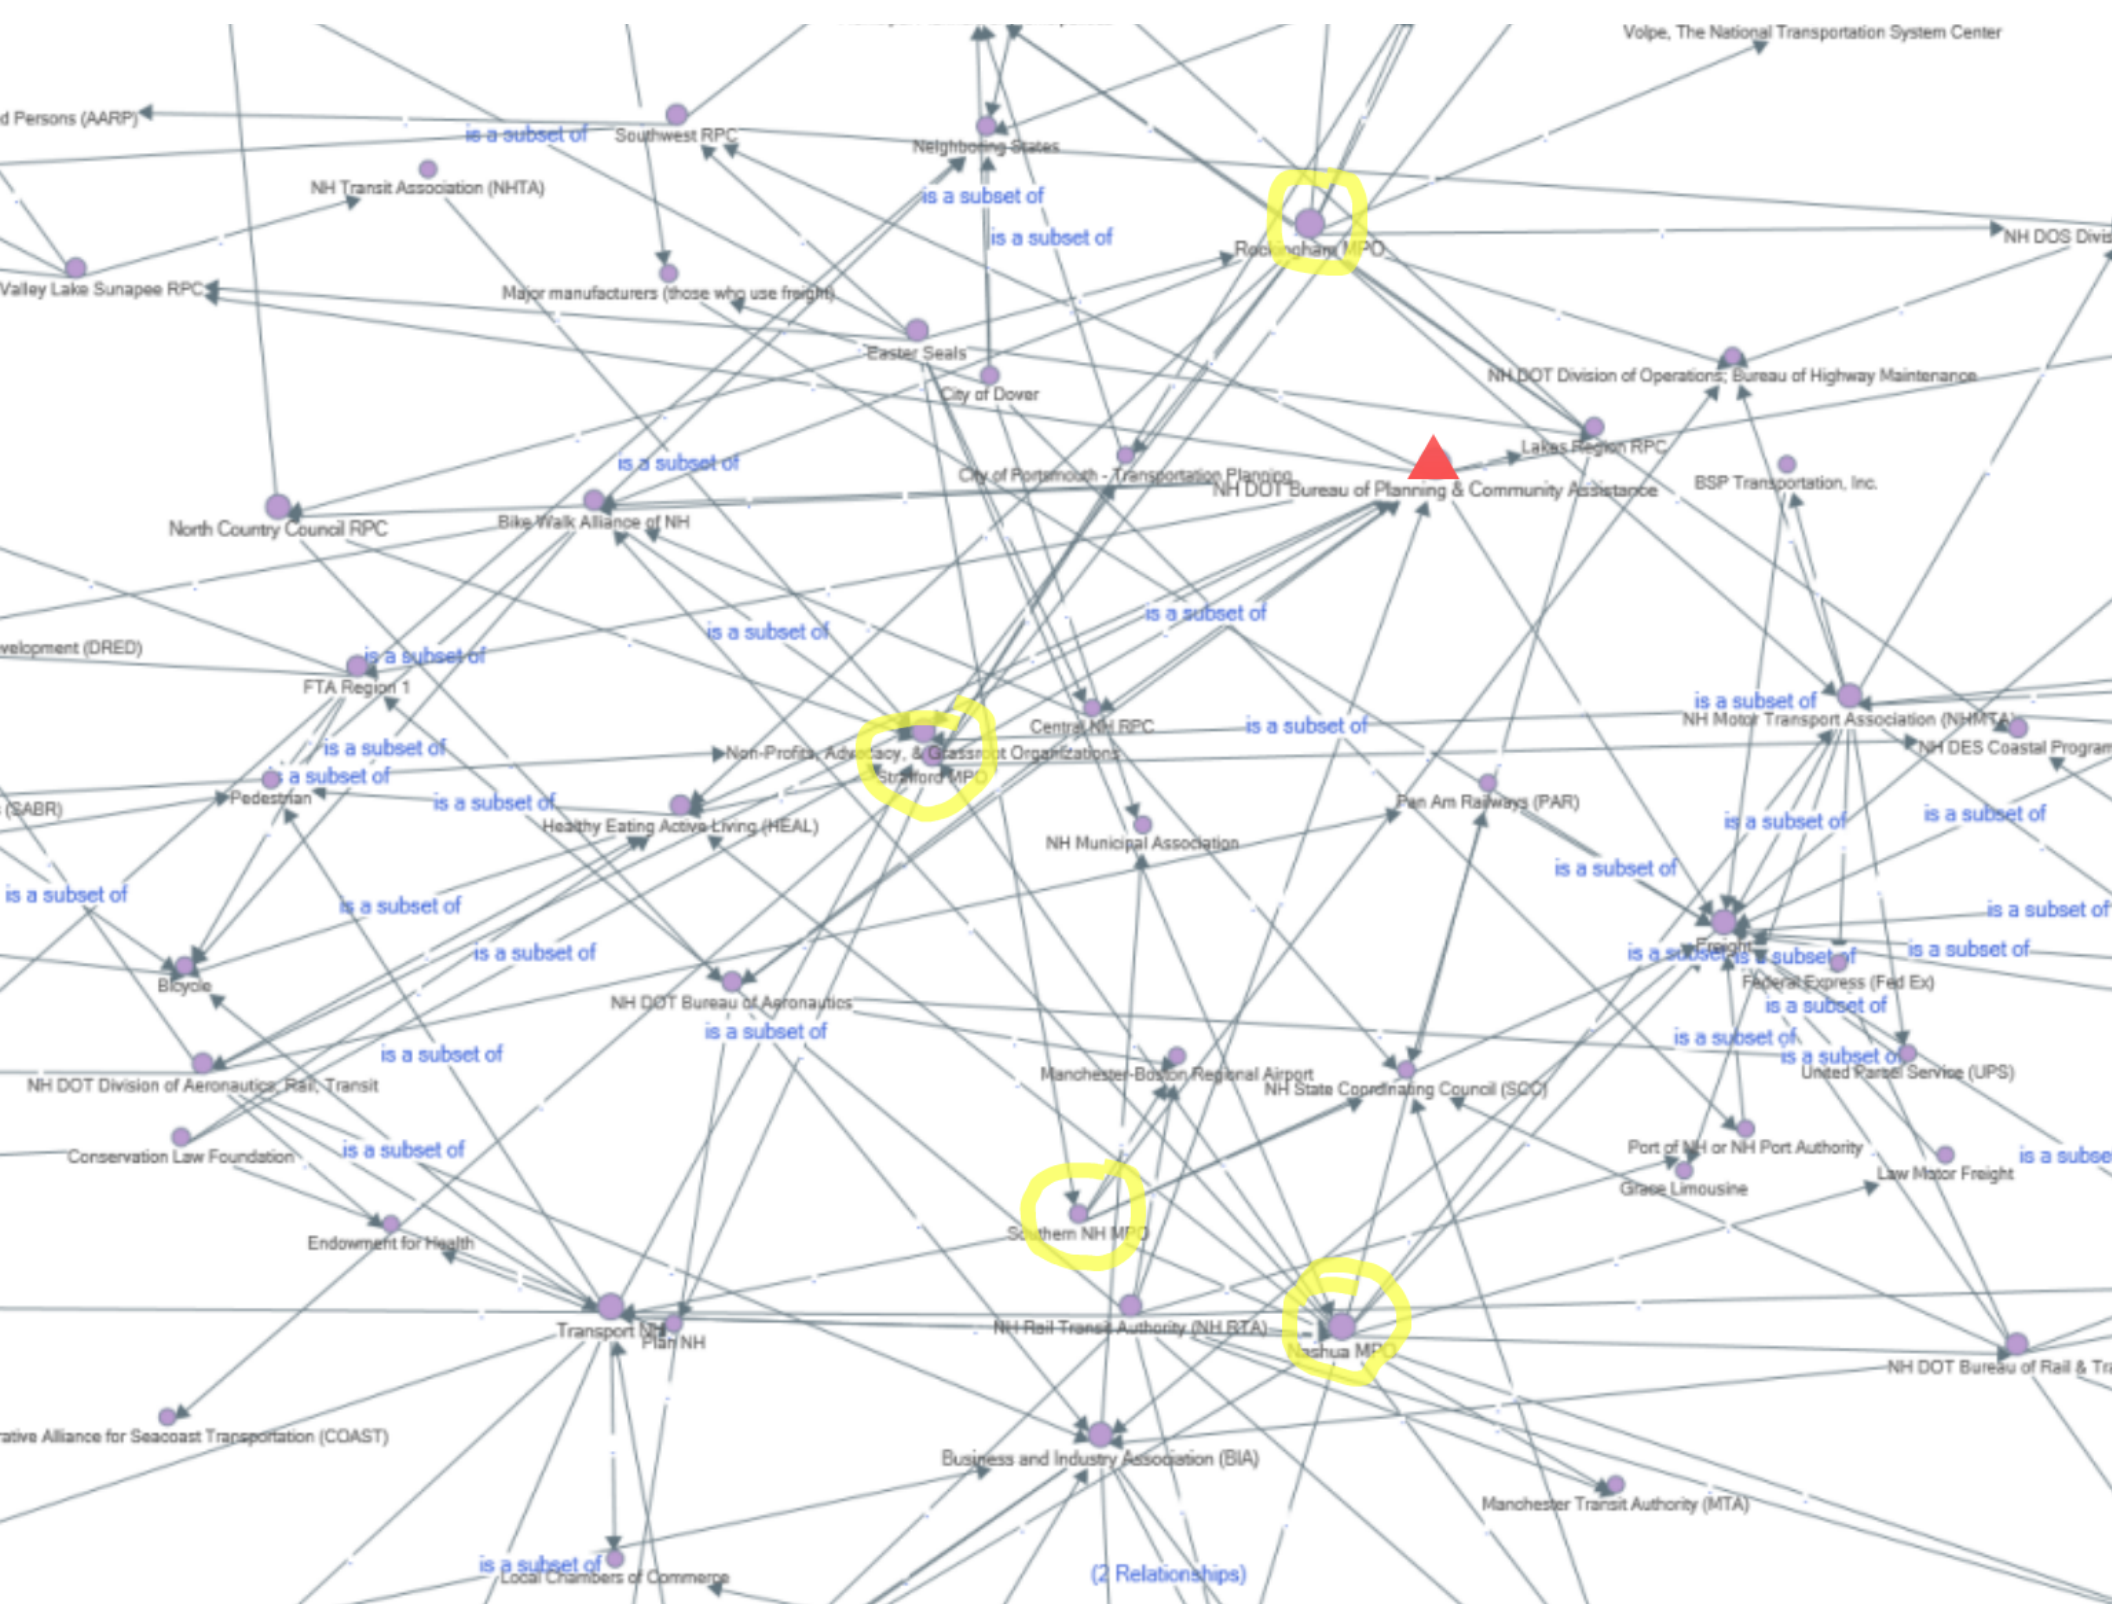 Volpe, The National Transportation System Center
d Persons (AARP)
is a subset of
Southwest RPC
Neighboring States
NH Transit Association (NHTA)
is a subset of
is a subset of
Rockingham MPO
NH DOS Divis
Valley Lake Sunapee RPC
Major manufacturers (those who use freight)
Easter Seals
City of Dover
NH DOT Division of Operations; Bureau of Highway Maintenance
is a subset of
Lakes Region RPC
City of Portsmouth - Transportation Planning
NH DOT Bureau of Planning & Community Assistance
BSP Transportation, Inc.
North Country Council RPC
Bike Walk Alliance of NH
is a subset of
is a subset of
velopment (DRED)
is a subset of
FTA Region 1
is a subset of
Central NH RPC
is a subset of
NH Motor Transport Association (NHMTA)
NH DES Coastal Program
is a subset of
Non-Profits, Advocacy, & Grassroot Organizations
Strafford MPO
is a subset of
Pedestrian
(SABR)
is a subset of
Healthy Eating Active Living (HEAL)
Pan Am Railways (PAR)
is a subset of
is a subset of
NH Municipal Association
is a subset of
is a subset of
is a subset of
is a subset of
Freight
is a subset of
is a subset of
is a subset of
is a subset of
Bicycle
Federal Express (Fed Ex)
NH DOT Bureau of Aeronautics
is a subset of
is a subset of
is a subset of
is a subset of
is a subset of
Manchester-Boston Regional Airport
United Parcel Service (UPS)
NH DOT Division of Aeronautics, Rail, Transit
NH State Coordinating Council (SCC)
Conservation Law Foundation
is a subset of
Port of NH or NH Port Authority
is a subse
Law Motor Freight
Grace Limousine
Southern NH MPO
Endowment for Health
Transport NH
Plan NH
NH Rail Transit Authority (NH RTA)
Nashua MPO
NH DOT Bureau of Rail & Tra
rative Alliance for Seacoast Transportation (COAST)
Business and Industry Association (BIA)
Manchester Transit Authority (MTA)
is a subset of
Local Chambers of Commerce
(2 Relationships)